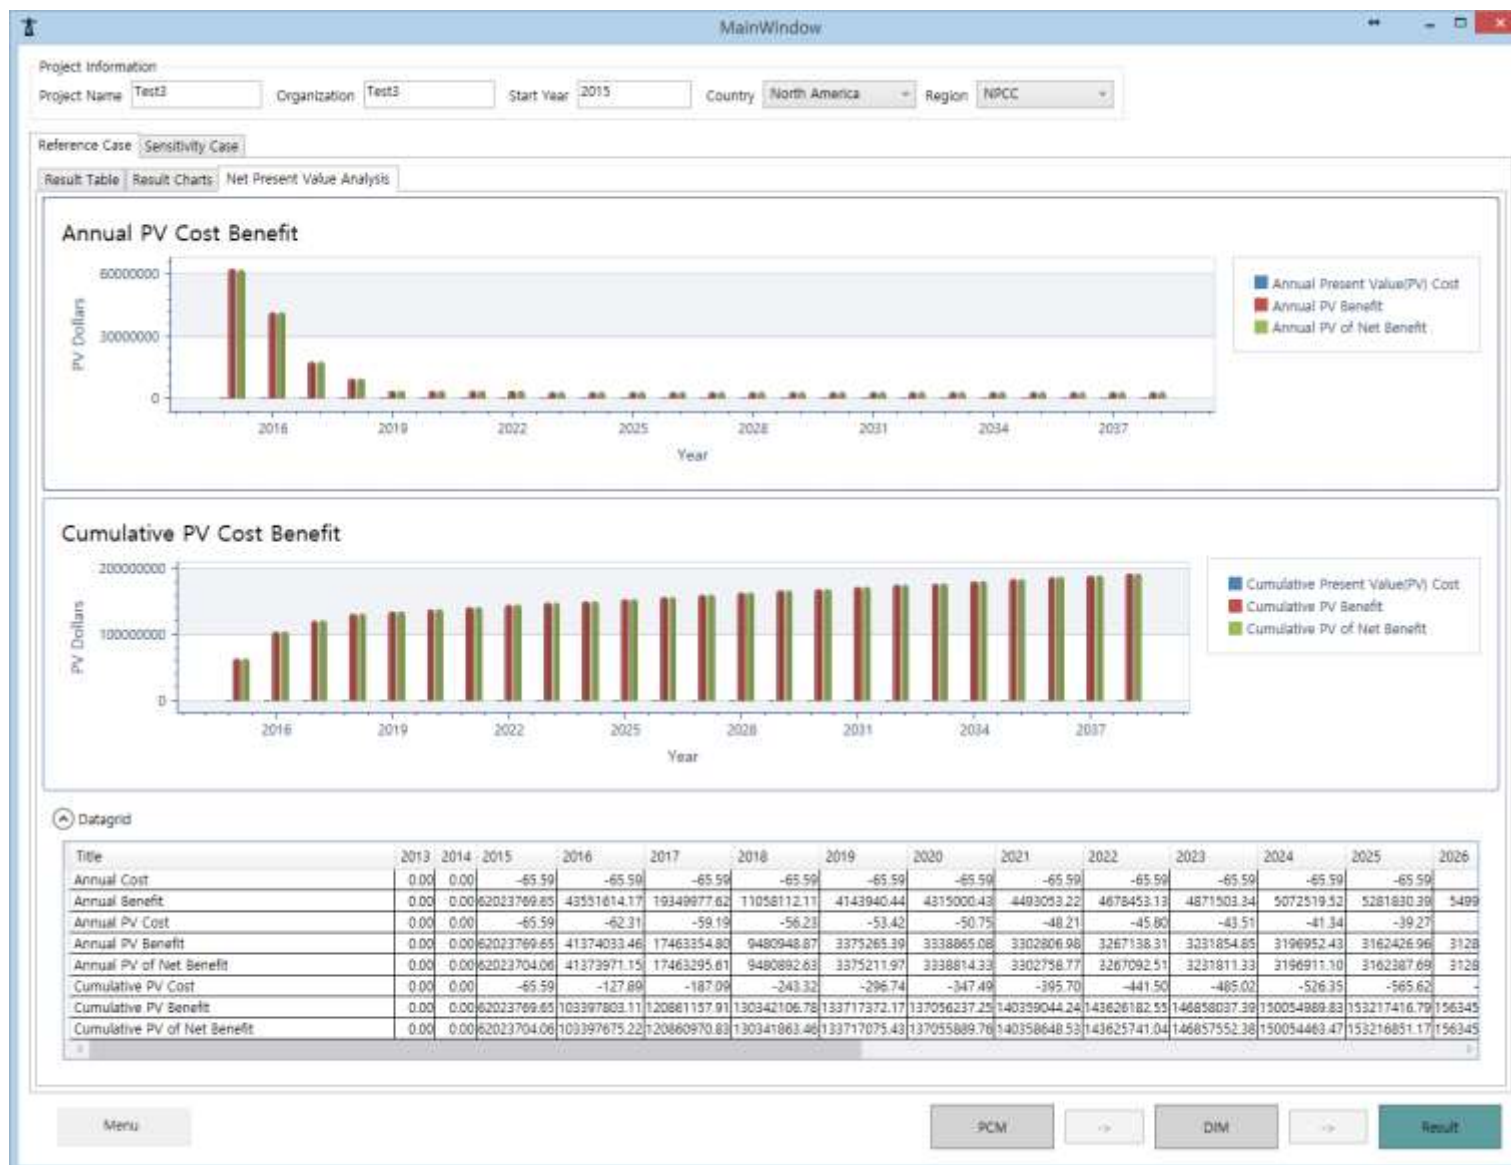 MainWindow
Project Information
Project Name Test3 Organization Test3 Start Year 2015 Country North America Region NPCC
Reference Case Sensitivity Case
Result Table Result Charts Net Present Value Analysis
Annual PV Cost Benefit
60000000
30000000
0
PV Dollars
2016 2019 2022 2025 2028 2031 2034 2037
Year
Annual Present Value(PV) Cost
Annual PV Benefit
Annual PV of Net Benefit
Cumulative PV Cost Benefit
200000000
100000000
0
PV Dollars
2016 2019 2022 2025 2028 2031 2034 2037
Year
Cumulative Present Value(PV) Cost
Cumulative PV Benefit
Cumulative PV of Net Benefit
Datagrid
Title 2013 2014 2015 2016 2017 2018 2019 2020 2021 2022 2023 2024 2025 2026
Annual Cost 0.00 0.00 -65.59 -65.59 -65.59 -65.59 -65.59 -65.59 -65.59 -65.59 -65.59 -65.59 -65.59
Annual Benefit 0.00 0.00 62023769.65 43551614.17 19349977.62 11058112.11 4143940.44 4315000.43 4493053.22 4678453.13 4871503.34 5072519.52 5281830.39 5499
Annual PV Cost 0.00 0.00 -65.59 -62.31 -59.19 -56.23 -53.42 -50.75 -48.21 -45.80 -43.51 -41.34 -39.27
Annual PV Benefit 0.00 0.00 62023769.65 41374033.46 17463354.80 9480948.87 3375265.39 3338865.08 3302806.98 3267138.31 3231854.85 3196952.43 3162426.96 3128
Annual PV of Net Benefit 0.00 0.00 62023704.06 41373971.15 17463295.61 9480892.63 3375211.97 3338814.33 3302758.77 3267092.51 3231811.33 3196911.10 3162387.69 3128
Cumulative PV Cost 0.00 0.00 -65.59 -127.89 -187.09 -243.32 -296.74 -347.49 -395.70 -441.50 -485.02 -526.35 -565.62 -
Cumulative PV Benefit 0.00 0.00 62023769.65 103397803.11 120861157.91 130342106.78 133717372.17 137056237.25 140359044.24 143626182.55 146858037.39 150054989.83 153217416.79 156345
Cumulative PV of Net Benefit 0.00 0.00 62023704.06 103397675.22 120860970.83 130341863.46 133717075.43 137055889.76 140358648.53 143625741.04 146857552.38 150054463.47 153216851.17 156345
Menu PCM -> DIM -> Result